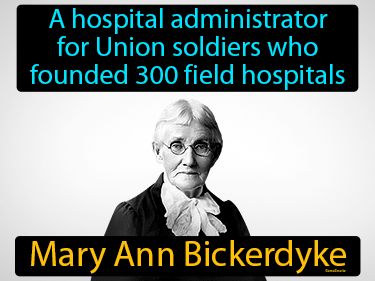 A hospital administrator
for Union soldiers who
founded 300 field hospitals
Mary Ann Bickerdyke